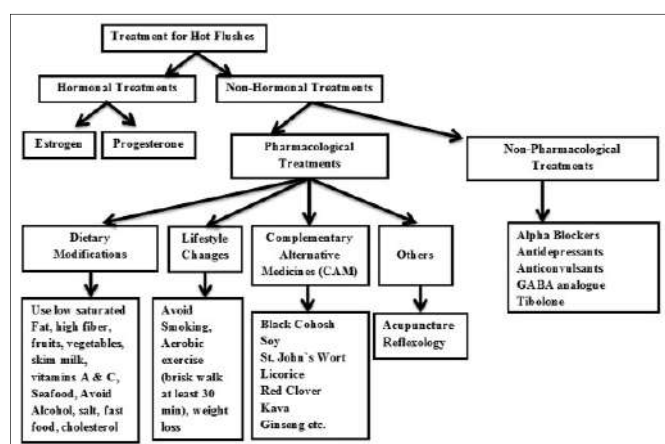 Treatment for Hot Flushes
Hormonal Treatments
Non-Hormonal Treatments
Estrogen
Progesterone
Pharmacological
Treatments
Non-Pharmacological
Treatments
Dietary
Modifications
Lifestyle
Changes
Complementary
Alternative
Medicines (CAM)
Others
Alpha Blockers
Antidepressants
Anticonvulsants
GABA analogue
Tibolone
Use low saturated
Fat, high fiber,
fruits, vegetables,
skim milk,
vitamins A & C,
Seafood, Avoid
Alcohol, salt, fast
food, cholesterol
Avoid
Smoking,
Aerobic
exercise
(brisk walk
at least 30
min), weight
loss
Black Cohosh
Soy
St. John`s Wort
Licorice
Red Clover
Kava
Ginseng etc.
Acupuncture
Reflexology